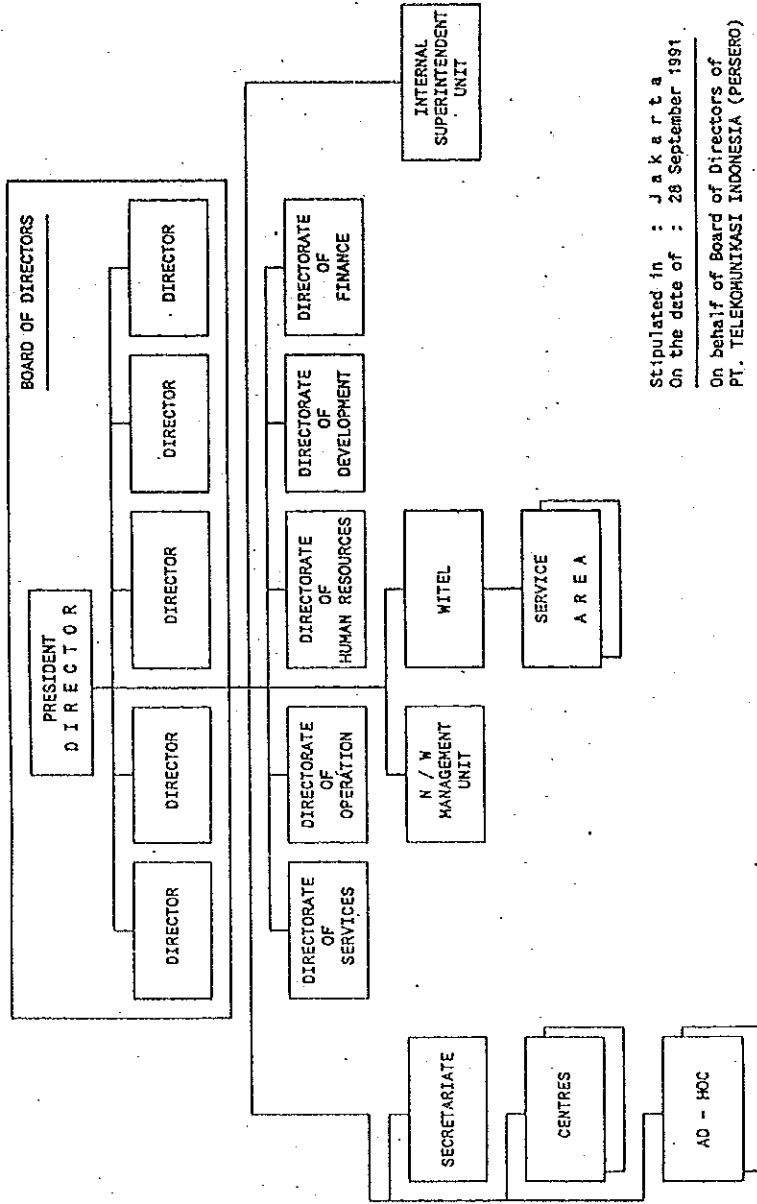 BOARD OF DIRECTORS
PRESIDENT
D I R E C T O R
DIRECTOR
DIRECTOR
DIRECTOR
DIRECTOR
DIRECTOR
DIRECTORATE
OF
SERVICES
DIRECTORATE
OF
OPERATION
DIRECTORATE
OF
HUMAN RESOURCES
DIRECTORATE
OF
DEVELOPMENT
DIRECTORATE
OF
FINANCE
SECRETARIATE
N / W
MANAGEMENT
UNIT
WITEL
INTERNAL
SUPERINTENDENT
UNIT
CENTRES
SERVICE
A R E A
AD - HOC
Stipulated in : J a k a r t a
On the date of : 28 September 1991
On behalf of Board of Directors of
PT. TELEKOMUNIKASI INDONESIA (PERSERO)